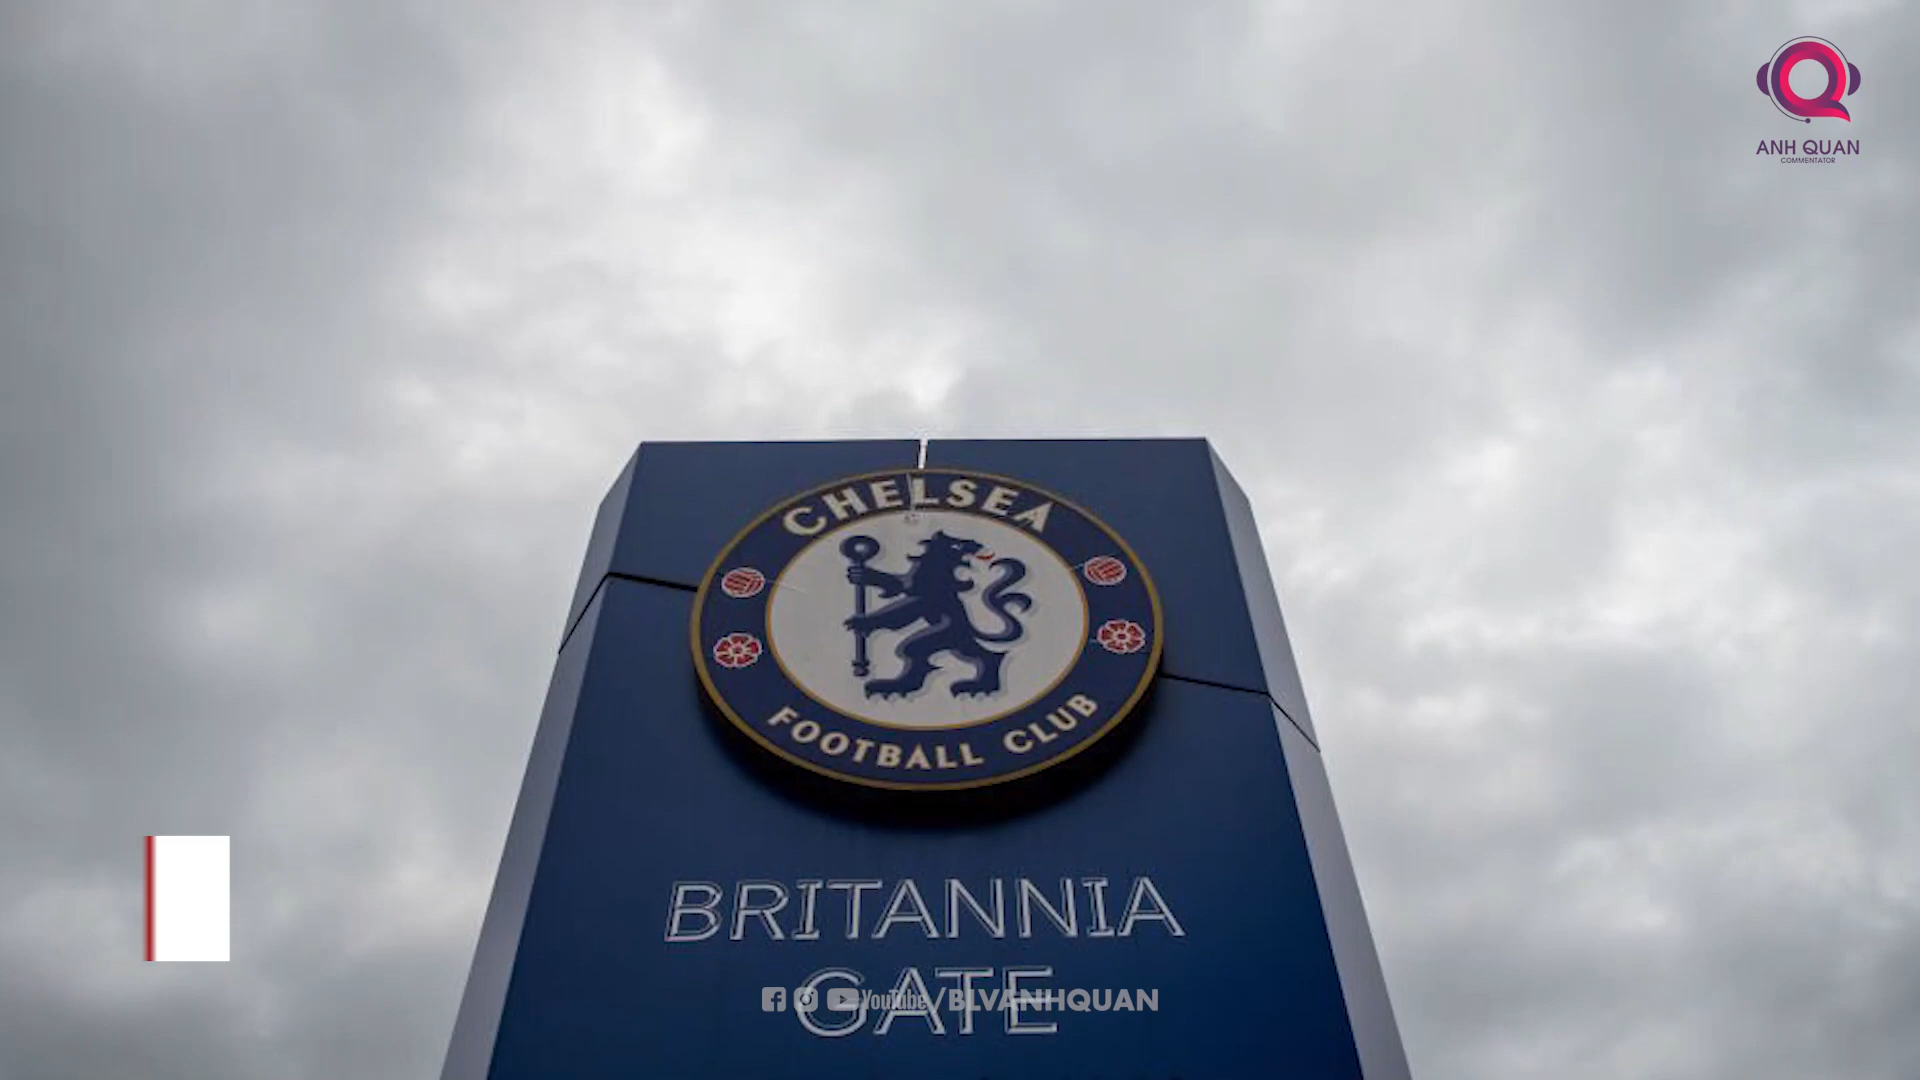 ANH QUAN
COMMENTATOR
CHELSEA
FOOTBALL CLUB
BRITANNIA
GATE
YouTube /BLVANHQUAN